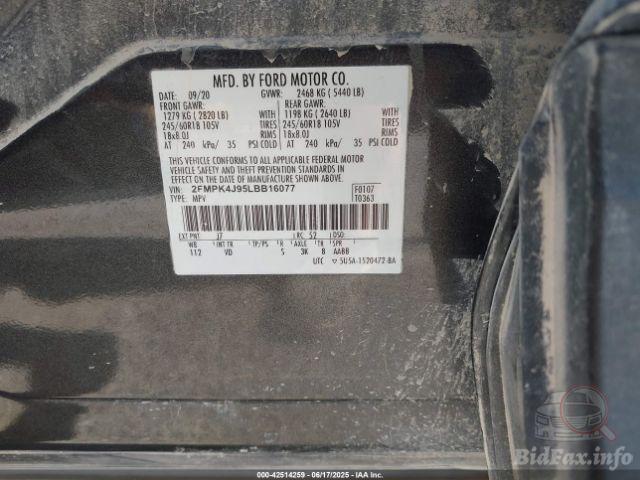 MFD. BY FORD MOTOR CO.
DATE: 09/20 GVWR: 2468 KG ( 5440 LB)
FRONT GAWR: REAR GAWR:
1279 KG ( 2820 LB) WITH 1198 KG ( 2640 LB) WITH
245/60R18 105V TIRES 245/60R18 105V TIRES
18x8.0J RIMS 18x8.0J RIMS
AT 240 kPa/ 35 PSI COLD AT 240 kPa/ 35 PSI COLD
THIS VEHICLE CONFORMS TO ALL APPLICABLE FEDERAL MOTOR
VEHICLE SAFETY AND THEFT PREVENTION STANDARDS
IN EFFECT ON THE DATE OF MANUFACTURE SHOWN ABOVE.
VIN: 2FMPK4J95LBB16077 F0107
TYPE: MPV T0363
EXT PNT: J7 RC: 52 DSO:
WB INT TR TP/PS R AXLE TR SPR
112 VD 5 3K 8 AABB
UTC ▽ 5U5A-1520472-BA
000-42514259 - 06/17/2025 - IAA Inc.
BidFax.info